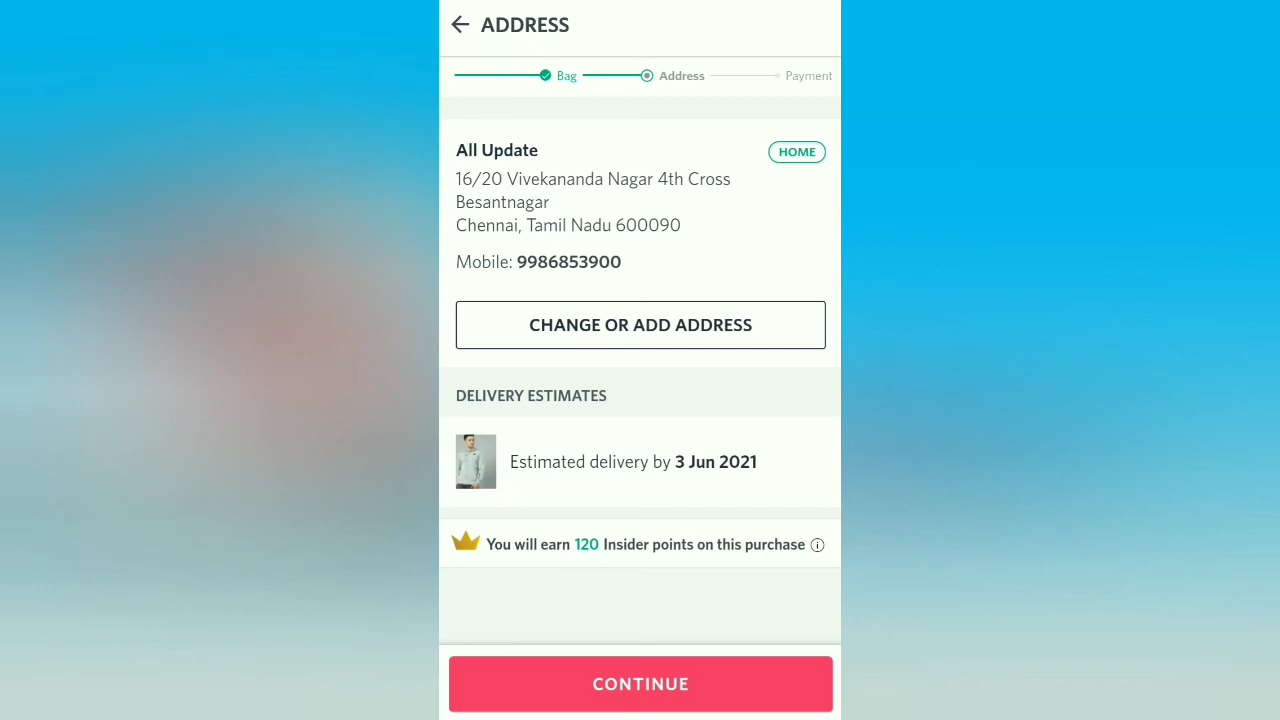 ADDRESS
Bag Address Payment
All Update HOME
16/20 Vivekananda Nagar 4th Cross
Besantnagar
Chennai, Tamil Nadu 600090
Mobile: 9986853900
CHANGE OR ADD ADDRESS
DELIVERY ESTIMATES
Estimated delivery by 3 Jun 2021
You will earn 120 Insider points on this purchase
CONTINUE